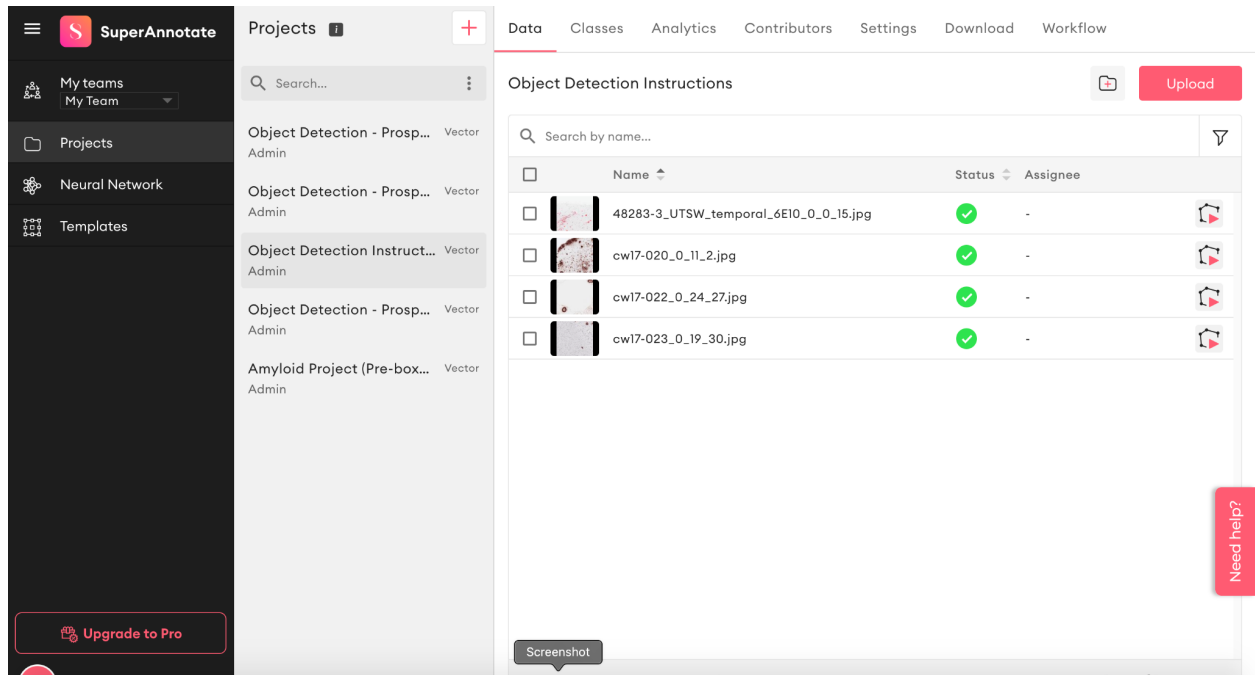 SuperAnnotate
My teams
My Team
Projects
Neural Network
Templates
Upgrade to Pro
Projects i
Search...
Object Detection - Prosp... Vector
Admin
Object Detection - Prosp... Vector
Admin
Object Detection Instruct... Vector
Admin
Object Detection - Prosp... Vector
Admin
Amyloid Project (Pre-box... Vector
Admin
Data Classes Analytics Contributors Settings Download Workflow
Object Detection Instructions
Upload
Search by name...
Name Status Assignee
48283-3_UTSW_temporal_6E10_0_0_15.jpg -
cw17-020_0_11_2.jpg -
cw17-022_0_24_27.jpg -
cw17-023_0_19_30.jpg -
Need help?
Screenshot